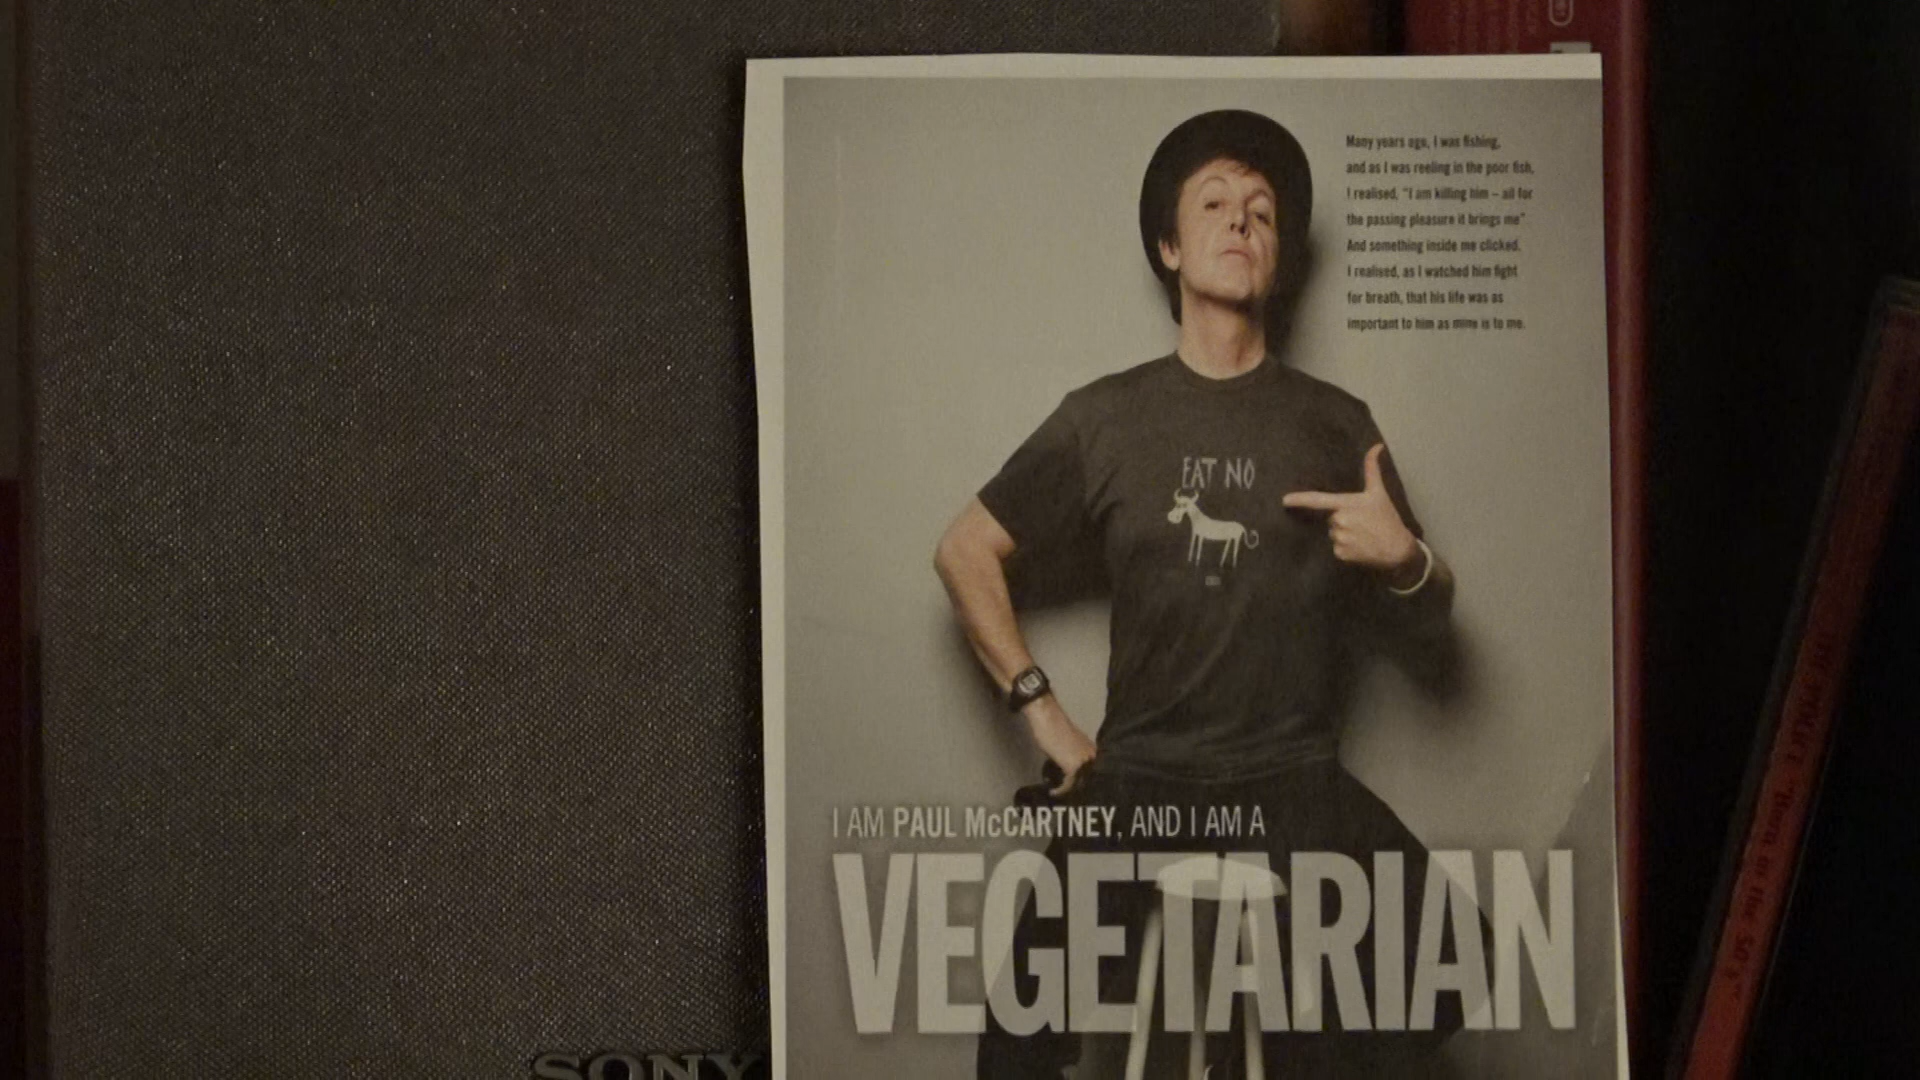 Many years ago, I was fishing,
and as I was reeling in the poor fish,
I realised, "I am killing him – all for
the passing pleasure it brings me"
And something inside me clicked.
I realised, as I watched him fight
for breath, that his life was as
important to him as mine is to me.
EAT NO
I AM PAUL McCARTNEY, AND I AM A
VEGETARIAN
SONY